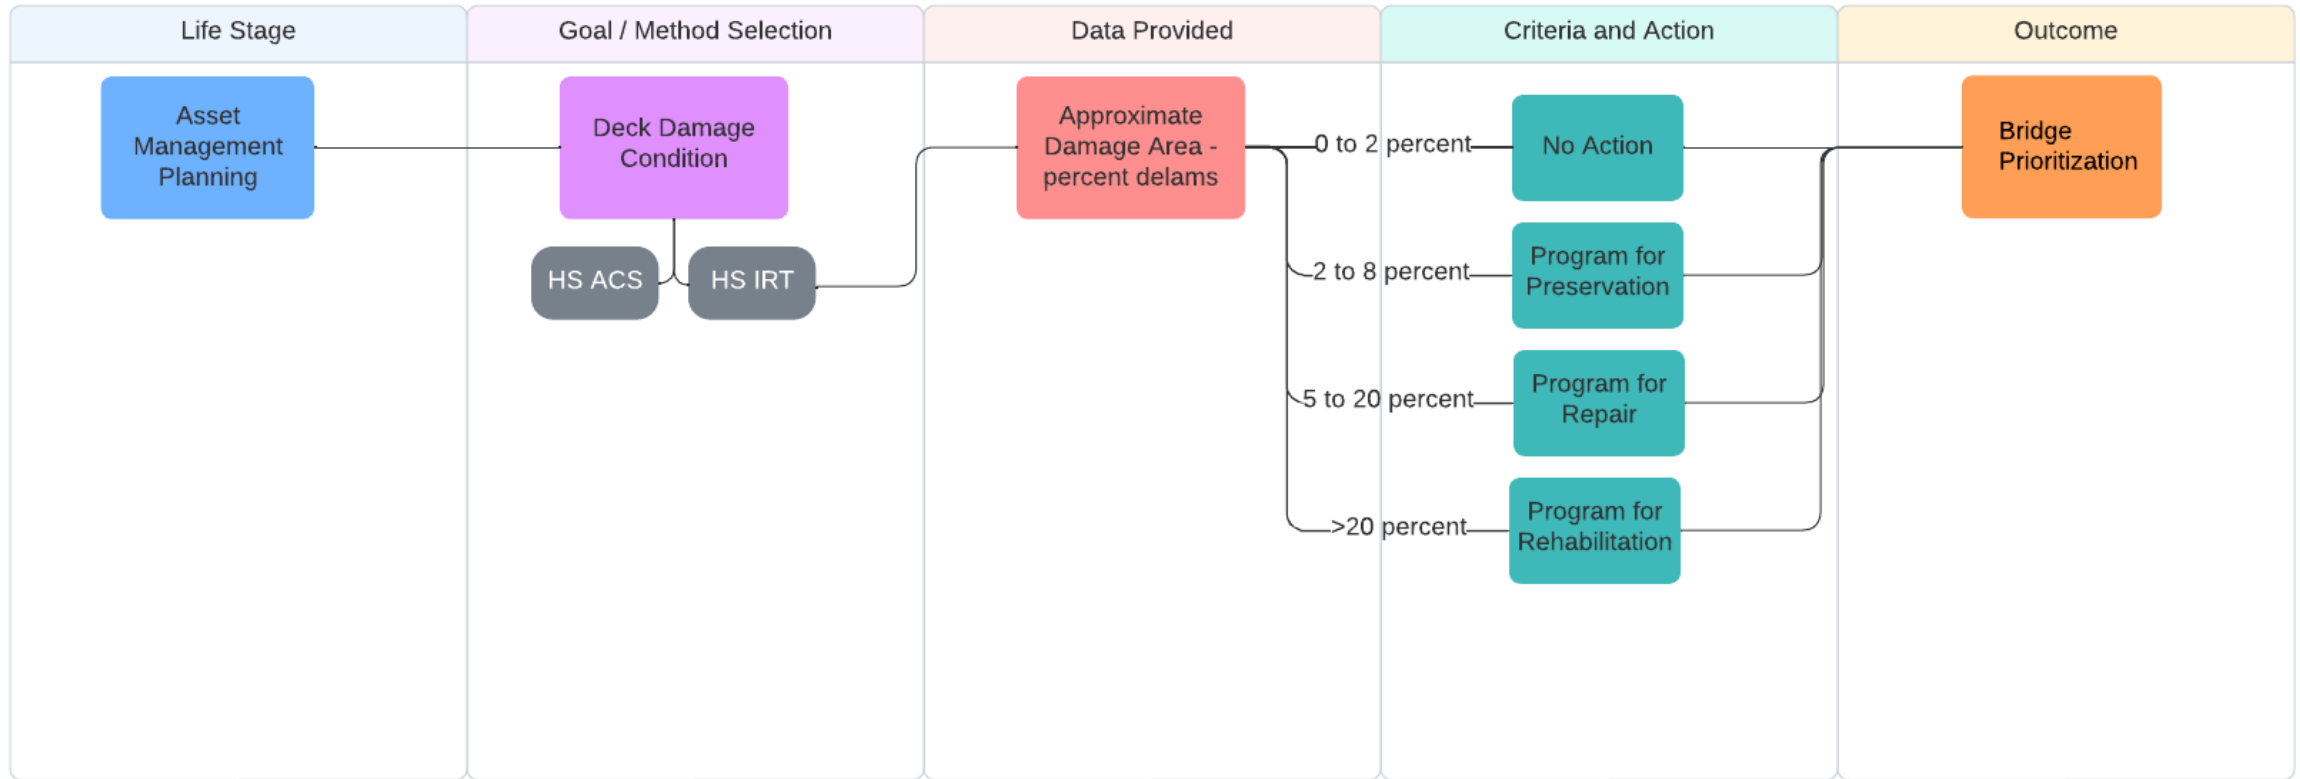 Life Stage
Goal / Method Selection
Data Provided
Criteria and Action
Outcome
Asset
Management
Planning
Deck Damage
Condition
HS ACS
HS IRT
Approximate
Damage Area -
percent delams
0 to 2 percent
No Action
2 to 8 percent
Program for
Preservation
5 to 20 percent
Program for
Repair
>20 percent
Program for
Rehabilitation
Bridge
Prioritization